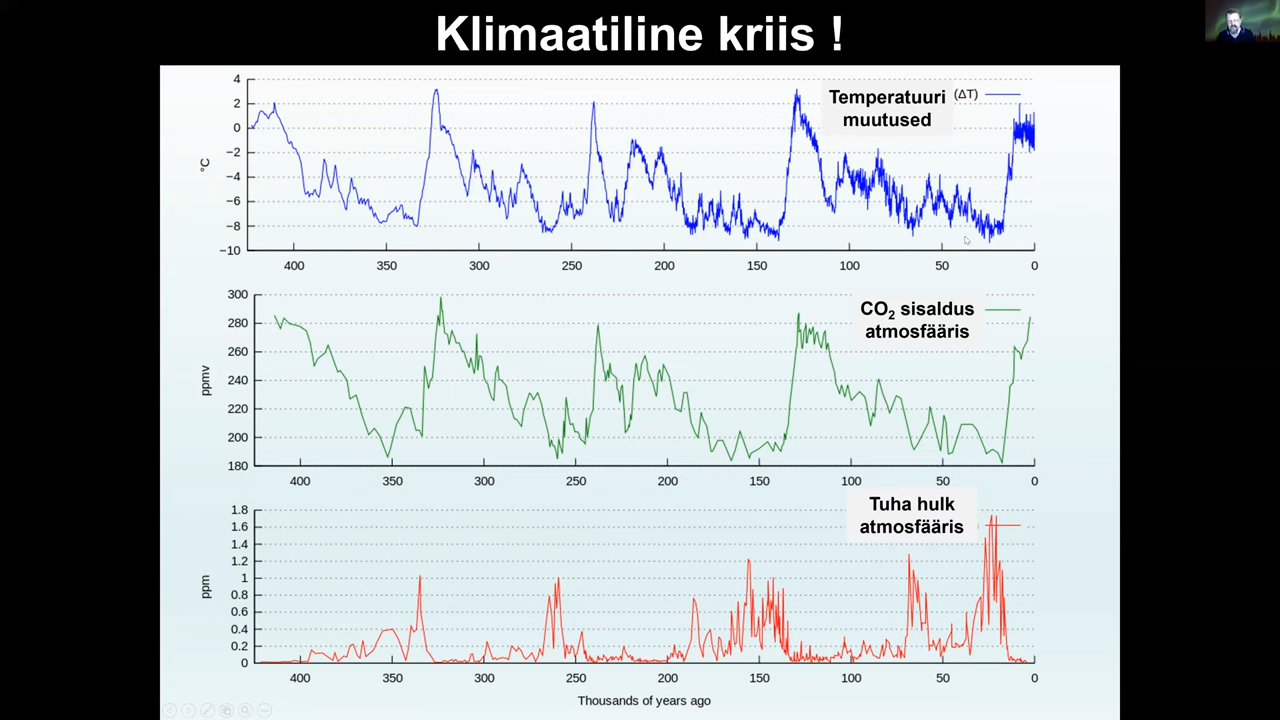 Klimaatiline kriis !
4
2
0
−2
−4
−6
−8
−10
°C
Temperatuuri
muutused
(ΔT)
400 350 300 250 200 150 100 50 0
300
280
260
240
220
200
180
ppmv
CO₂ sisaldus
atmosfääris
400 350 300 250 200 150 100 50 0
1.8
1.6
1.4
1.2
1
0.8
0.6
0.4
0.2
0
ppm
Tuha hulk
atmosfääris
400 350 300 250 200 150 100 50 0
Thousands of years ago